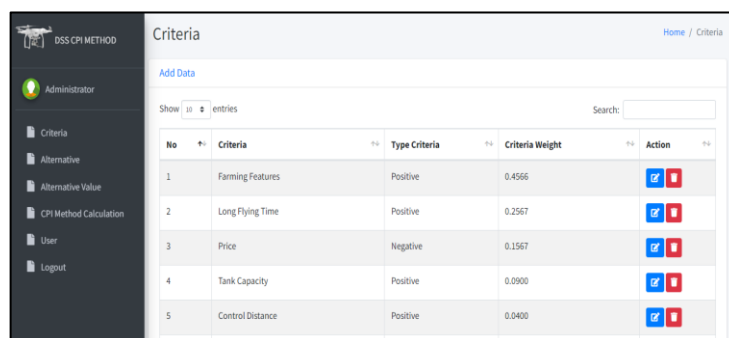 DSS CPI METHOD
Administrator
Criteria
Alternative
Alternative Value
CPI Method Calculation
User
Logout
Criteria
Home / Criteria
Add Data
Show 10 entries
Search:
No Criteria Type Criteria Criteria Weight Action
1 Farming Features Positive 0.4566
2 Long Flying Time Positive 0.2567
3 Price Negative 0.1567
4 Tank Capacity Positive 0.0900
5 Control Distance Positive 0.0400